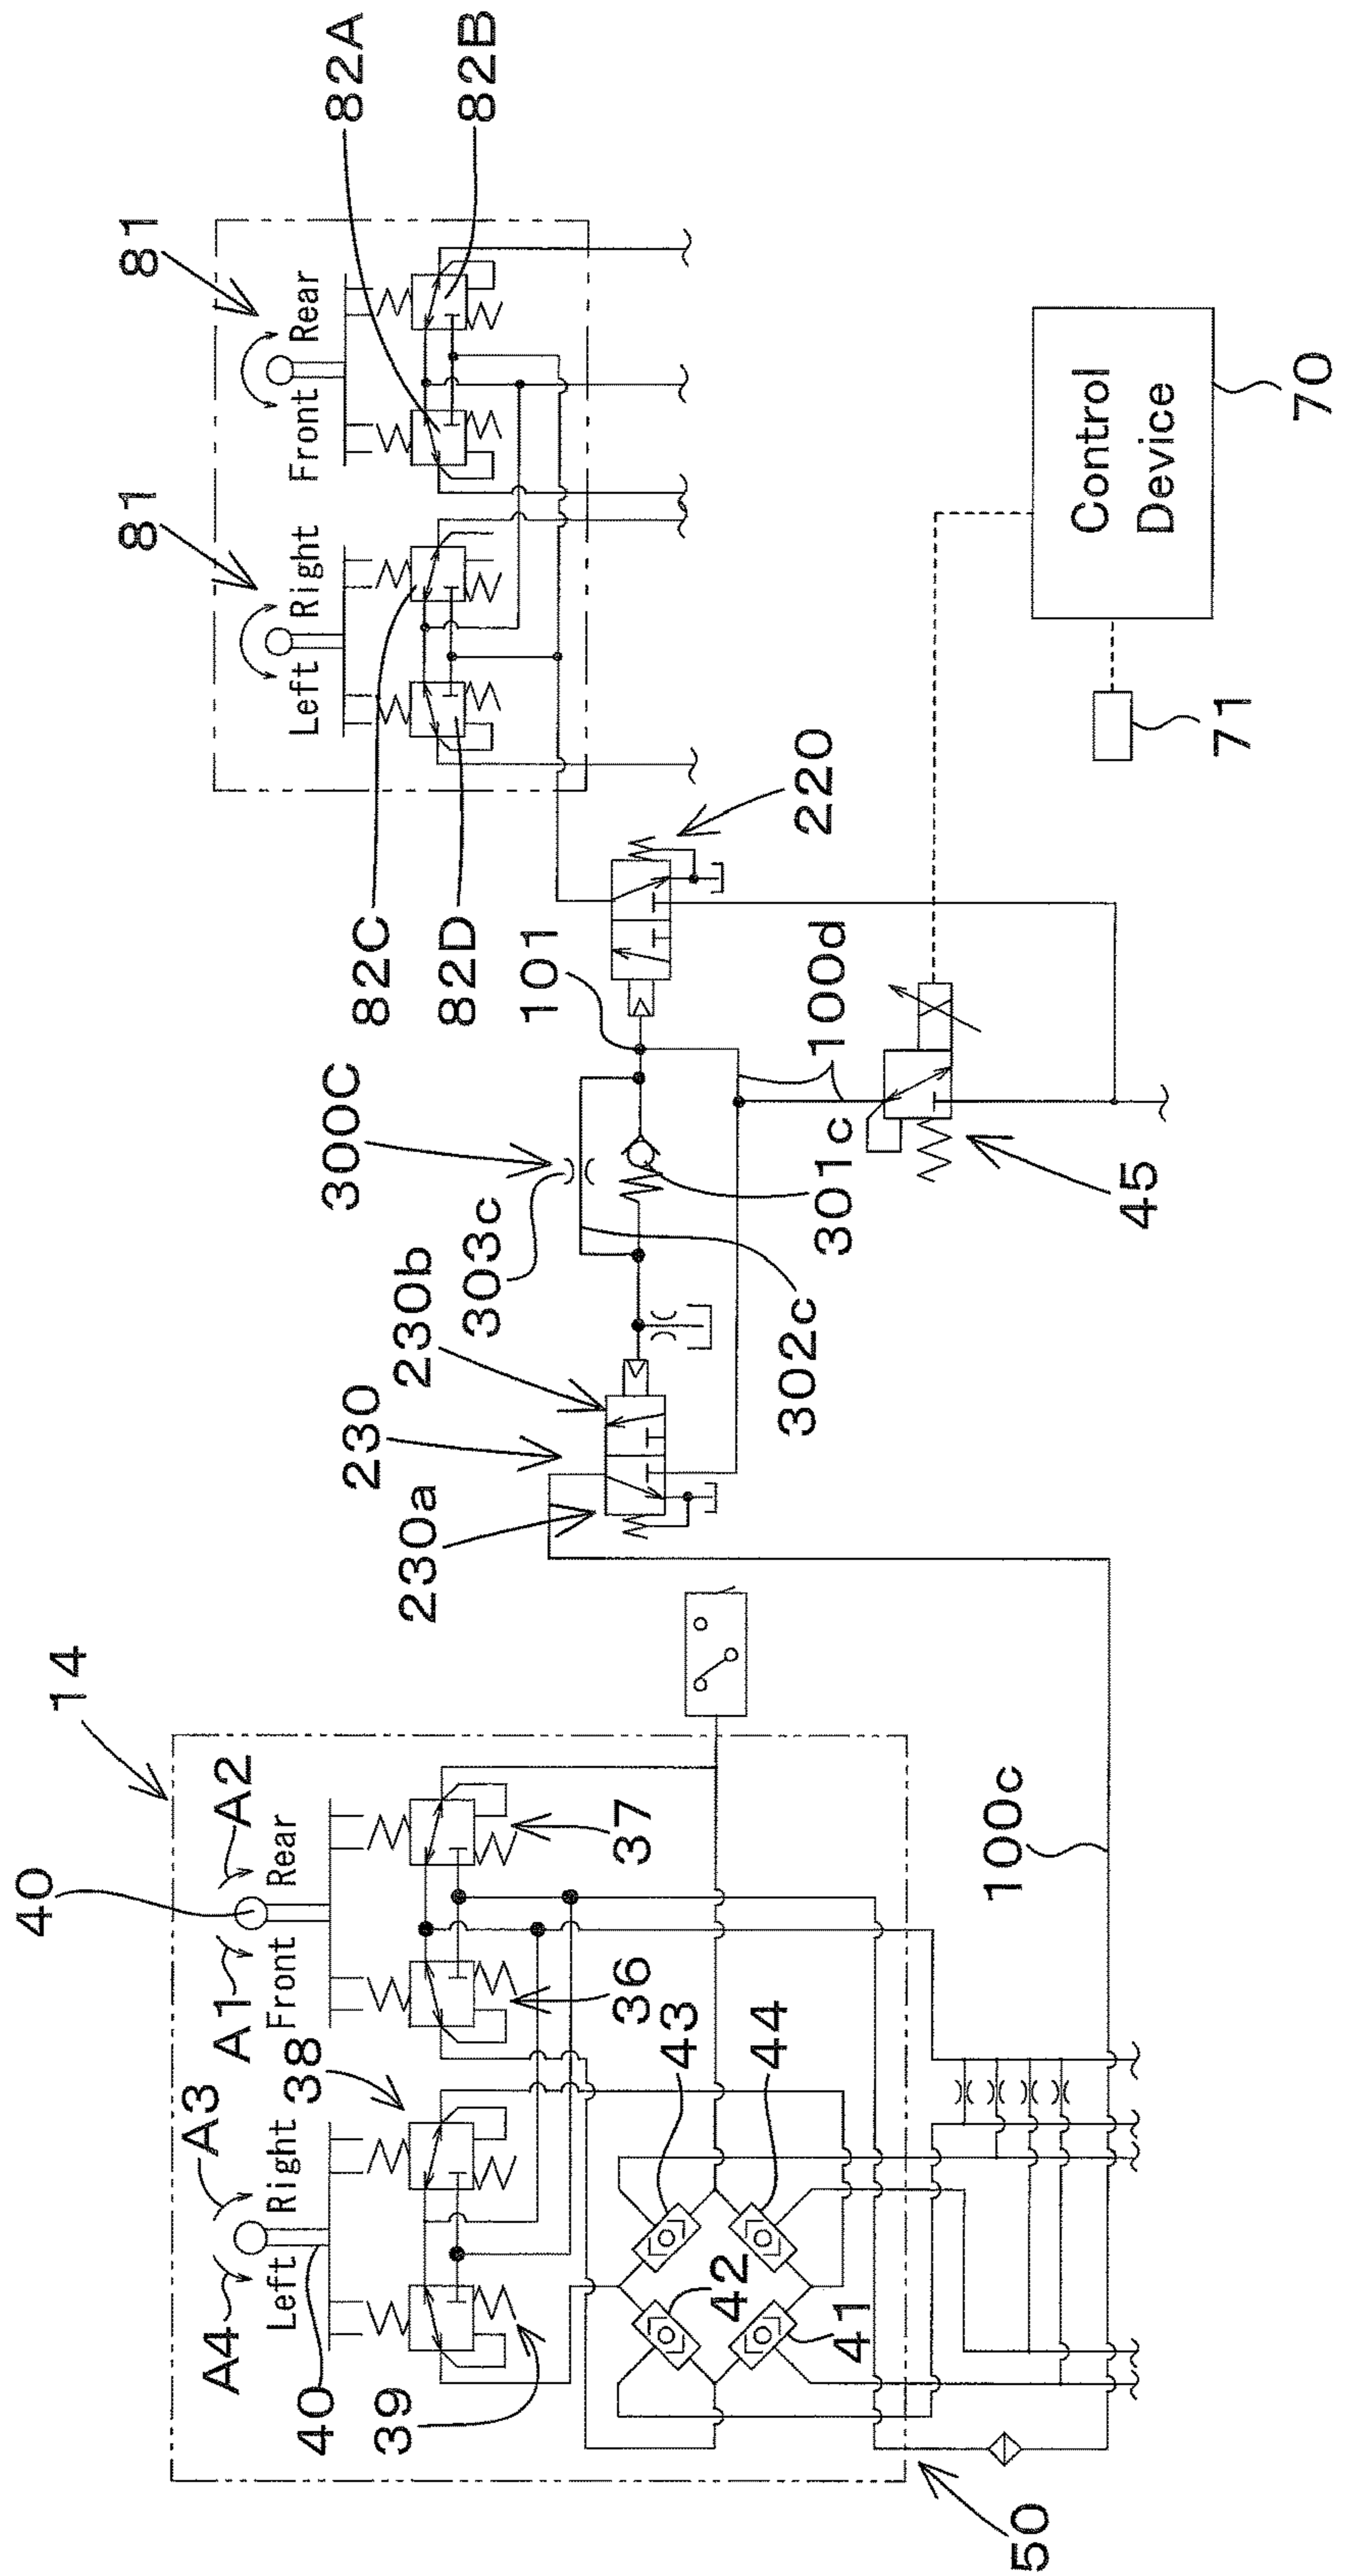 14
40
A1
A2
Front
Rear
A3
A4
Left
Right
40
36
37
38
39
43
44
42
41
50
100c
230
230a
230b
300C
303c
302c
301c
101
100d
220
45
82C
82D
81
Left
Right
81
Front
Rear
82A
82B
Control
Device
70
71